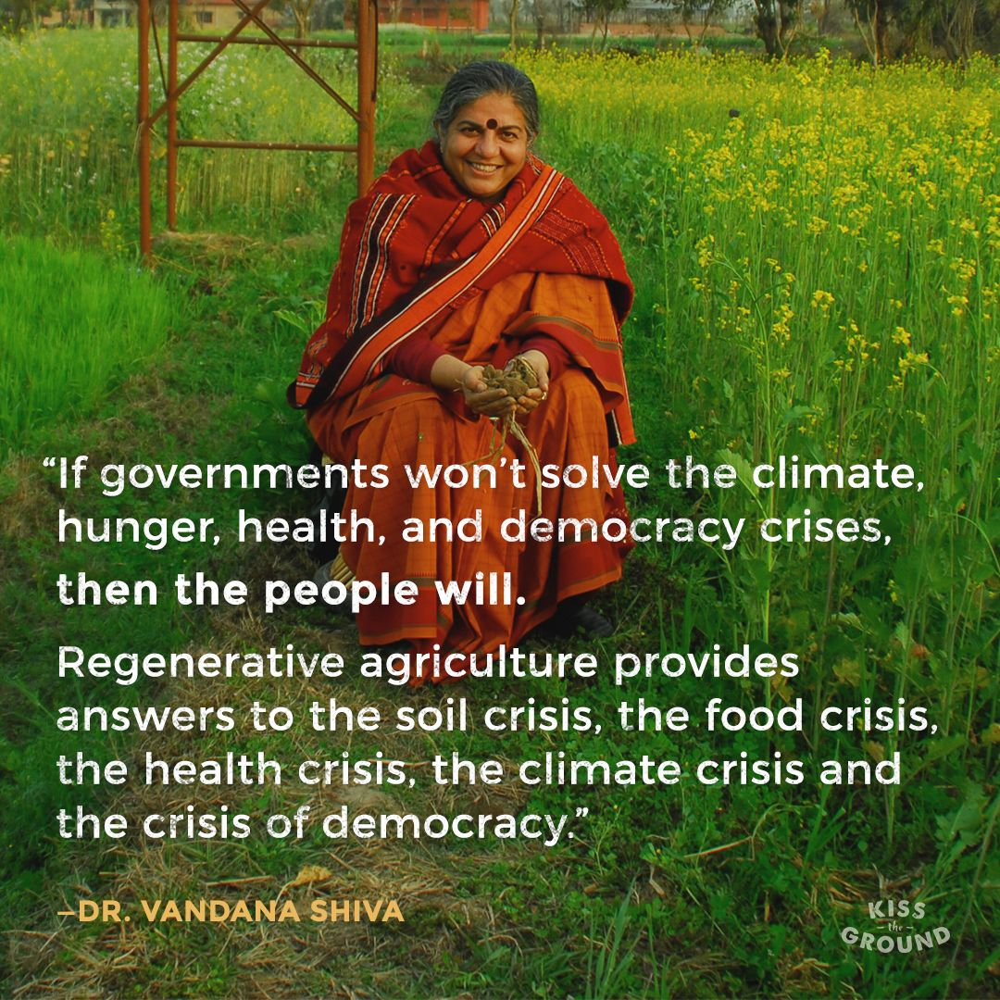 “If governments won’t solve the climate,
hunger, health, and democracy crises,
then the people will.
Regenerative agriculture provides
answers to the soil crisis, the food crisis,
the health crisis, the climate crisis and
the crisis of democracy.”
–DR. VANDANA SHIVA
KISS
– the –
GROUND